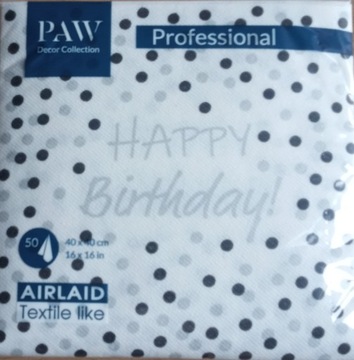 PAW
Decor Collection
Professional
HAPPY
Birthday!
50
40 x 40 cm
16 x 16 in
AIRLAID
Textile like